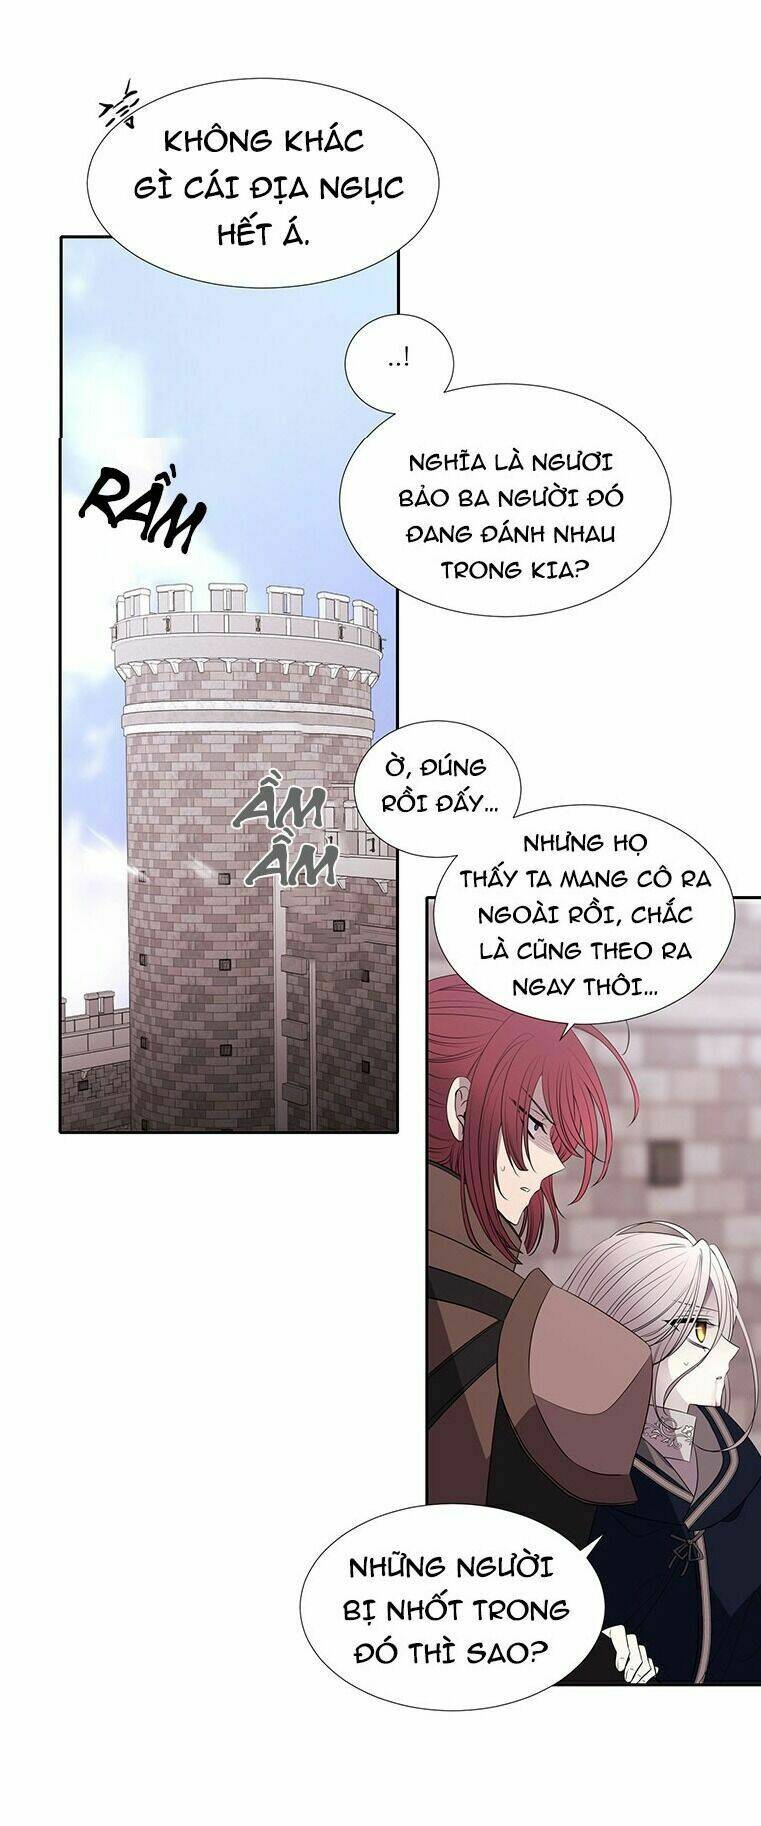 KHÔNG KHÁC
GÌ CÁI ĐỊA NGỤC
HẾT Á.
..!
NGHĨA LÀ NGƯƠI
BẢO BA NGƯỜI ĐÓ
ĐANG ĐÁNH NHAU
TRONG KIA?
RẦM
Ờ, ĐÚNG
RỒI ĐẤY...
ẦM
ẦM
NHƯNG HỌ
THẤY TA MANG CÔ RA
NGOÀI RỒI, CHẮC
LÀ CŨNG THEO RA
NGAY THÔI...
NHỮNG NGƯỜI
BỊ NHỐT TRONG
ĐÓ THÌ SAO?